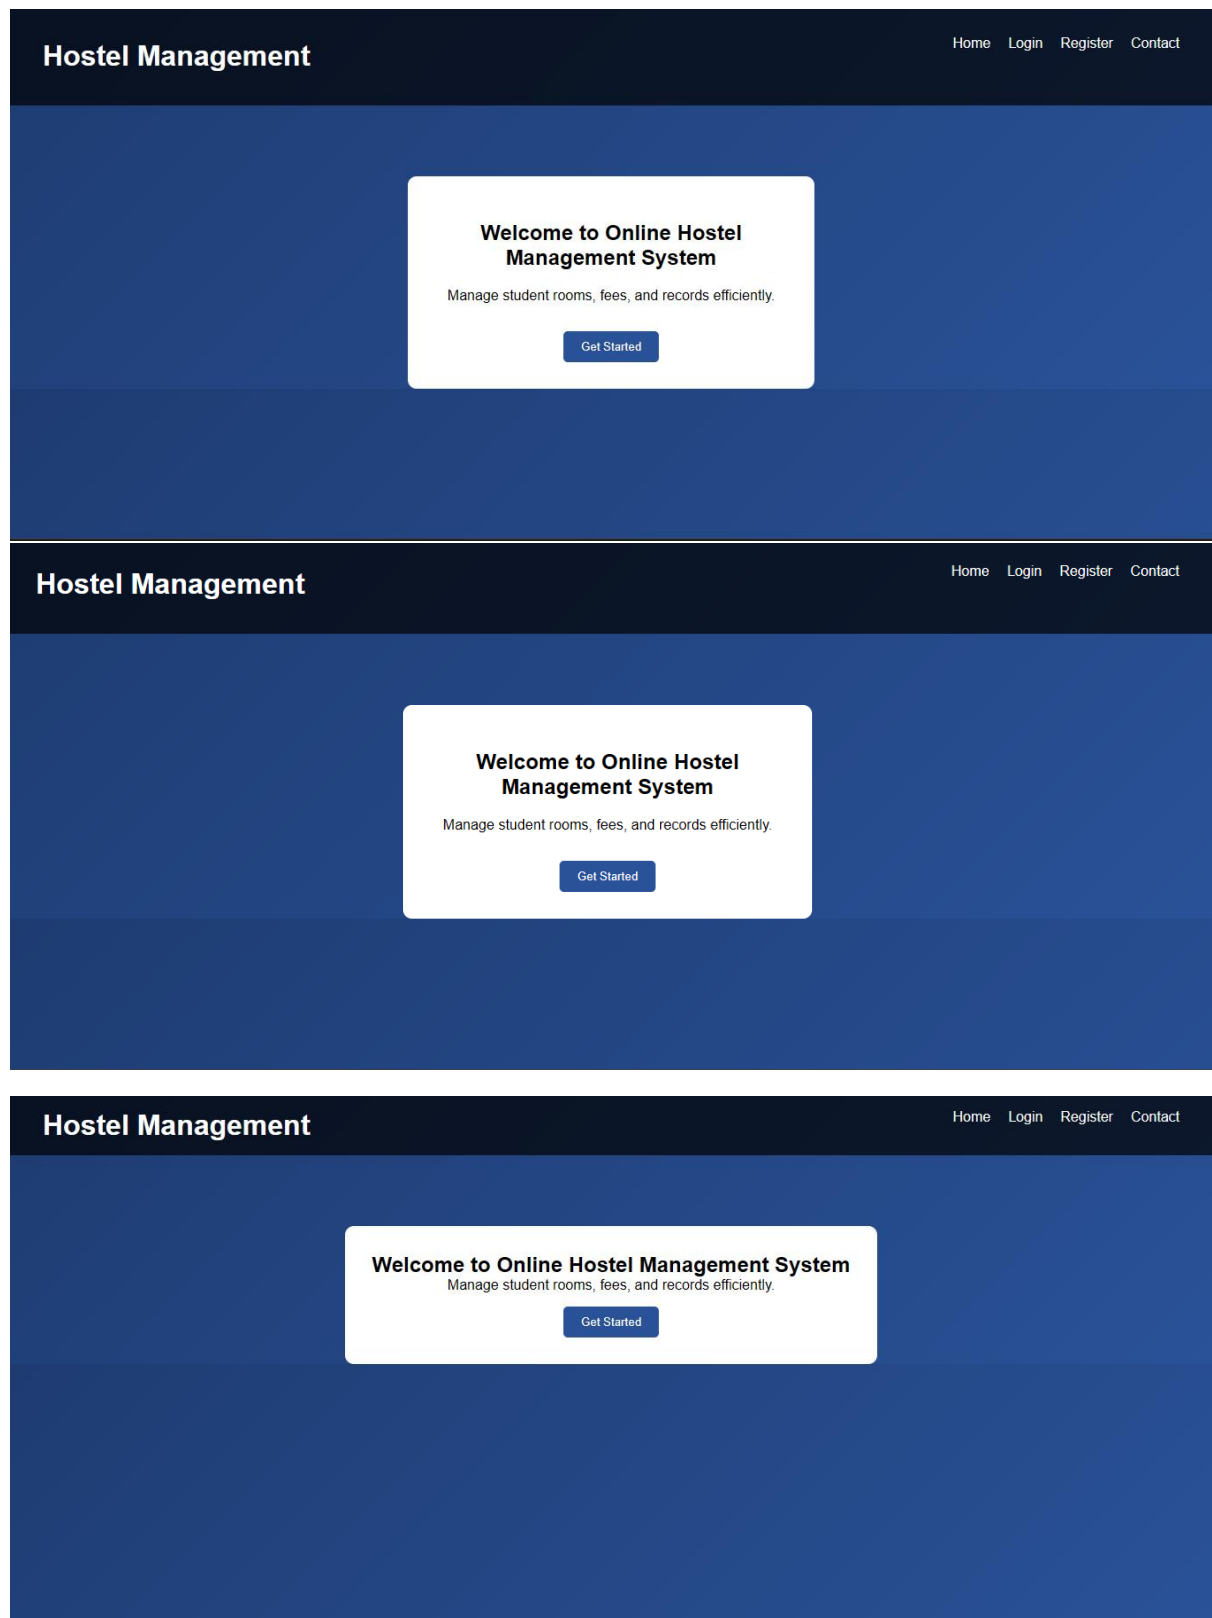 Hostel Management
Home Login Register Contact
Welcome to Online Hostel
Management System
Manage student rooms, fees, and records efficiently.
Get Started
Hostel Management
Home Login Register Contact
Welcome to Online Hostel
Management System
Manage student rooms, fees, and records efficiently.
Get Started
Hostel Management
Home Login Register Contact
Welcome to Online Hostel Management System
Manage student rooms, fees, and records efficiently.
Get Started